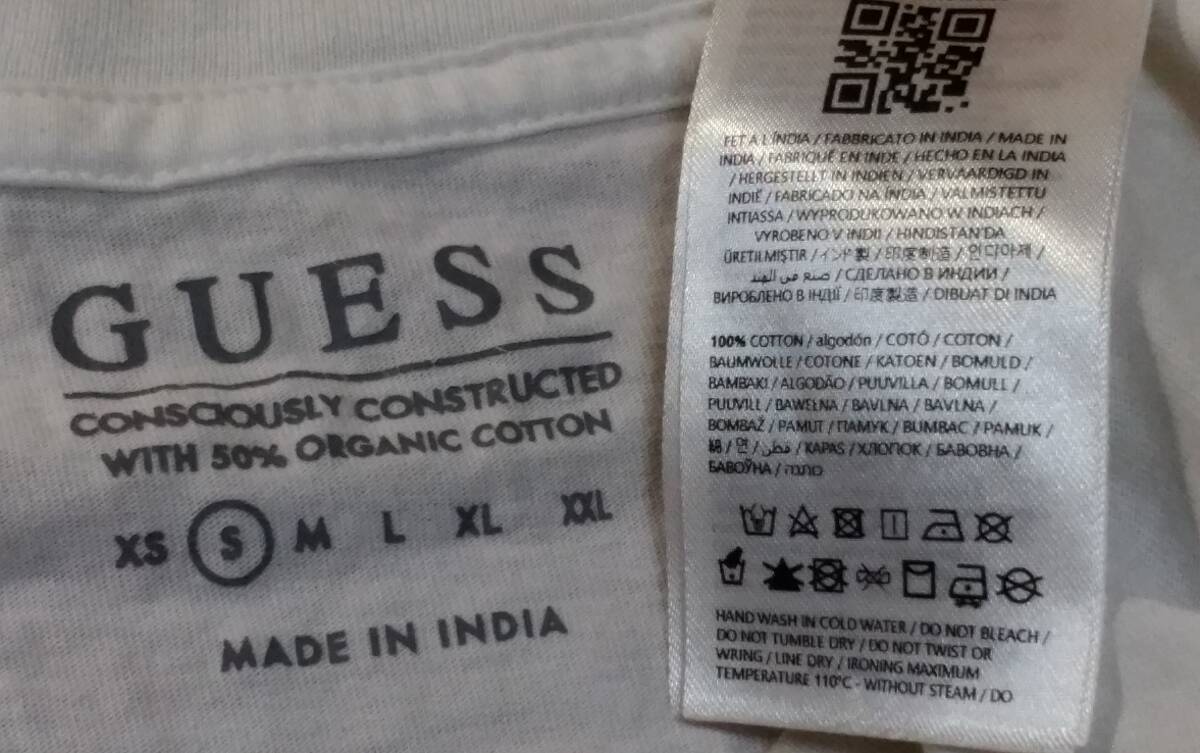 GUESS
CONSCIOUSLY CONSTRUCTED
WITH 50% ORGANIC COTTON
XS S M L XL XXL
MADE IN INDIA
FET A L'ÍNDIA / FABBRICATO IN INDIA / MADE IN
INDIA / FABRIQUÉ EN INDE / HECHO EN LA INDIA
/ HERGESTELLT IN INDIEN / VERVAARDIGD IN
INDIË / FABRICADO NA ÍNDIA / VALMISTETTU
INTIASSA / WYPRODUKOWANO W INDIACH /
VYROBENO V INDII / HINDISTAN'DA
ÜRETILMIŞTIR / インド製 / 印度制造 / 인디아제 /
صنع في الهند / СДЕЛАНО В ИНДИИ /
ВИРОБЛЕНО В ІНДІЇ / 印度製造 / DIBUAT DI INDIA
100% COTTON / algodón / COTÓ / COTON /
BAUMWOLLE / COTONE / KATOEN / BOMULD /
BAMBAKI / ALGODÃO / PUUVILLA / BOMULL /
PUUVILL / BAWEŁNA / BAVLNA / BAVLNA /
BOMBAŽ / PAMUT / ПАМУК / BUMBAC / PAMUK /
綿 / 면 / قطن / KAPAS / ХЛОПОК / БАВОВНА /
БАВОЎНА / כותנה
HAND WASH IN COLD WATER / DO NOT BLEACH /
DO NOT TUMBLE DRY / DO NOT TWIST OR
WRING / LINE DRY / IRONING MAXIMUM
TEMPERATURE 110°C - WITHOUT STEAM / DO